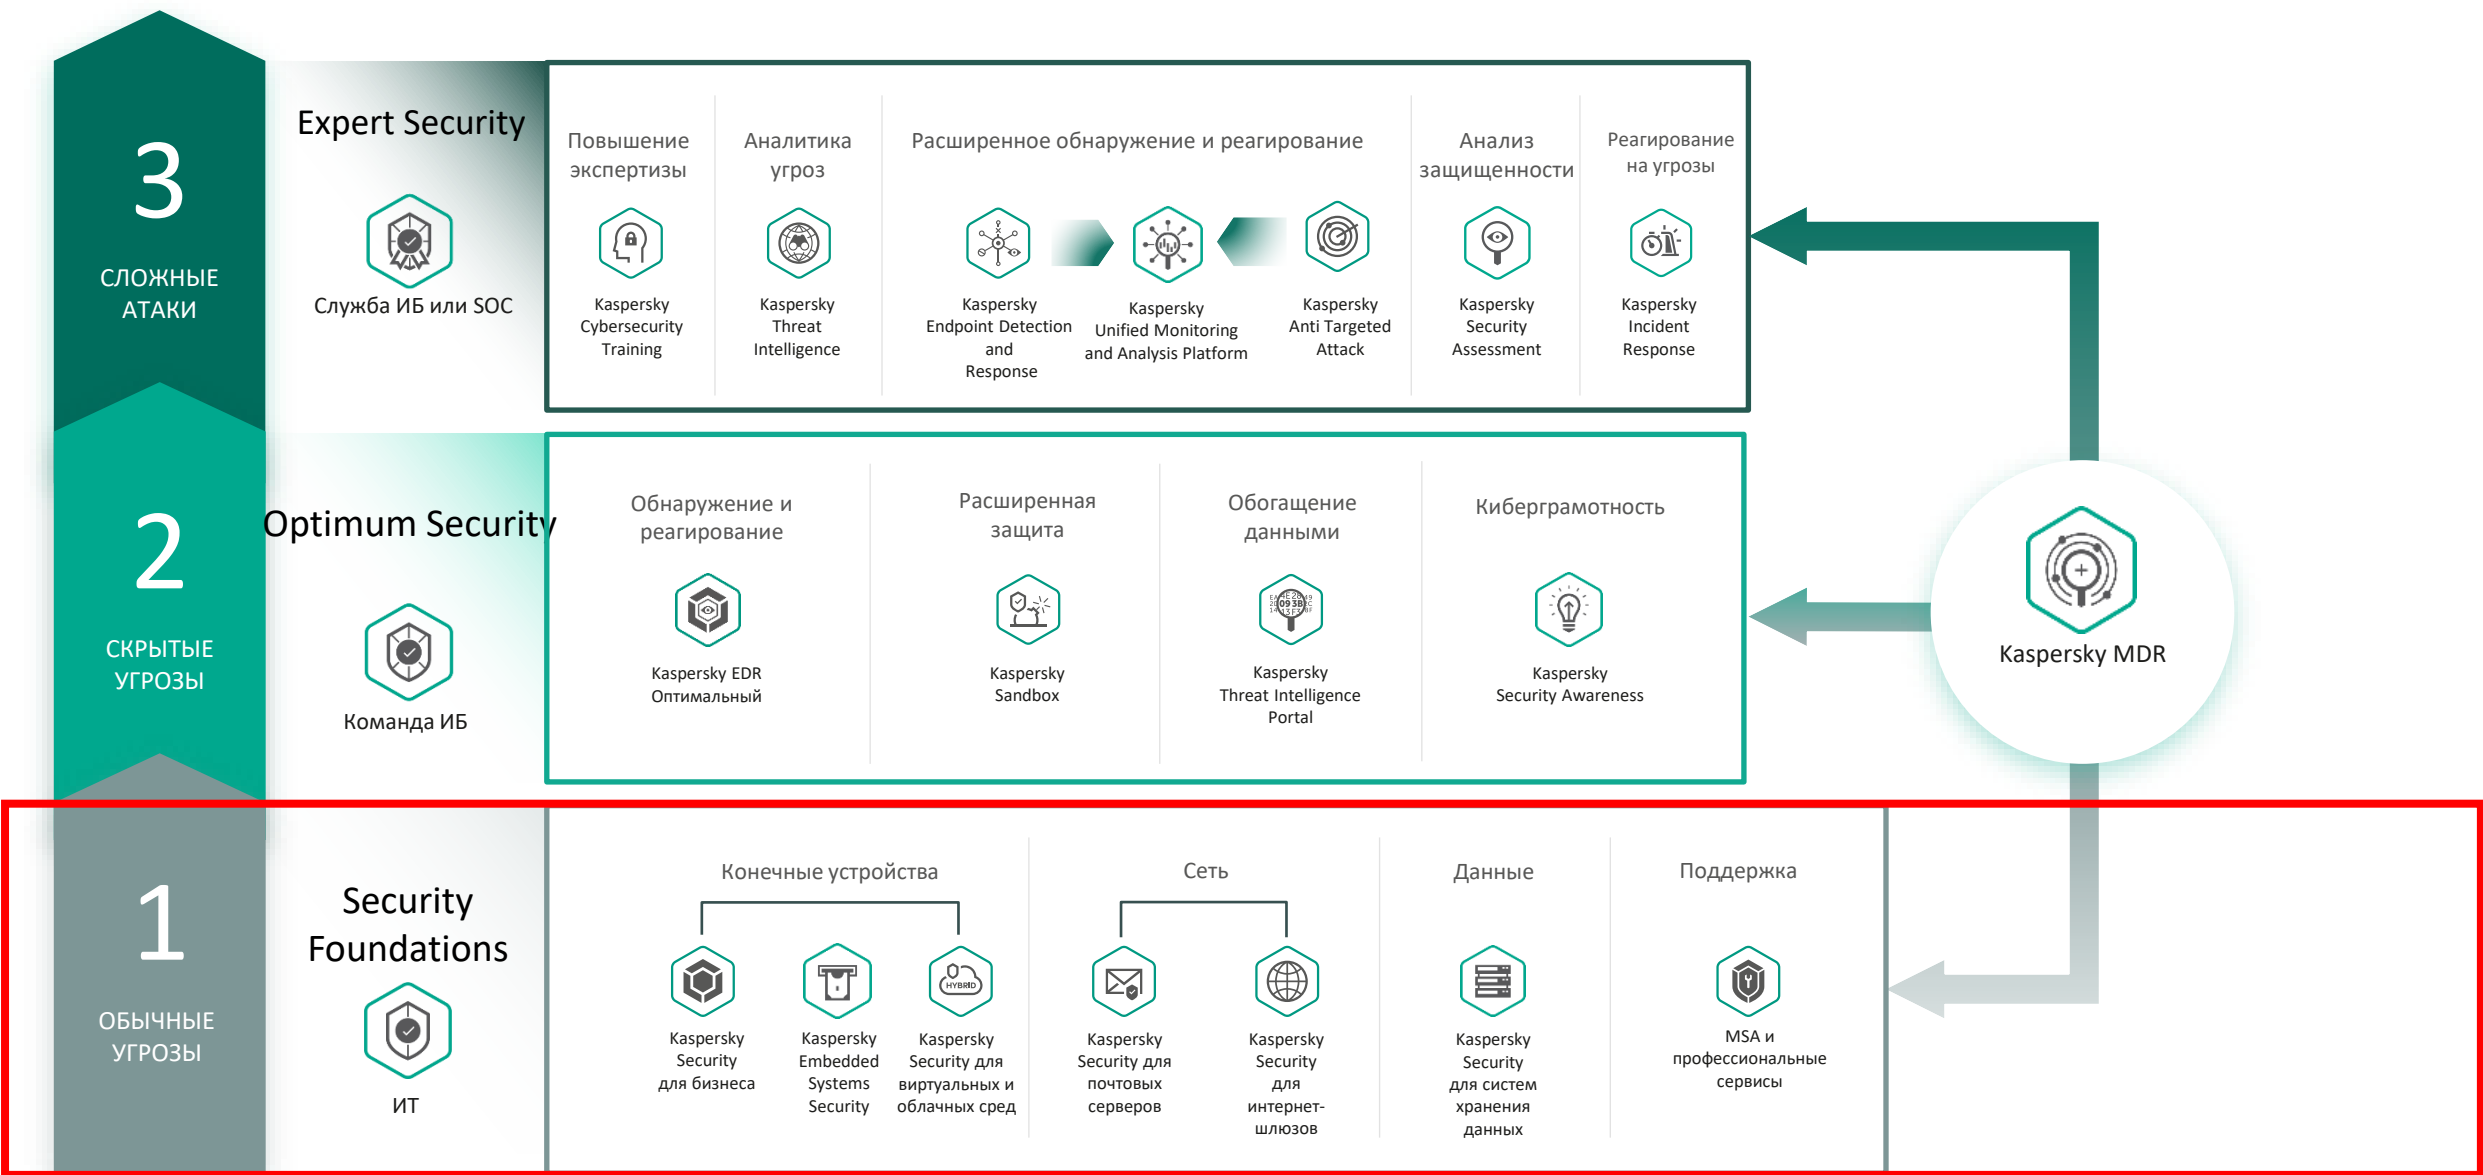 3
СЛОЖНЫЕ
АТАКИ
Expert Security
Служба ИБ или SOC
Повышение
экспертизы
Kaspersky
Cybersecurity
Training
Аналитика
угроз
Kaspersky
Threat
Intelligence
Расширенное обнаружение и реагирование
Kaspersky
Endpoint Detection
and
Response
Kaspersky
Unified Monitoring
and Analysis Platform
Kaspersky
Anti Targeted
Attack
Анализ
защищенности
Kaspersky
Security
Assessment
Реагирование
на угрозы
Kaspersky
Incident
Response
2
СКРЫТЫЕ
УГРОЗЫ
Optimum Security
Команда ИБ
Обнаружение и
реагирование
Kaspersky EDR
Оптимальный
Расширенная
защита
Kaspersky
Sandbox
Обогащение
данными
093B
Kaspersky
Threat Intelligence
Portal
Киберграмотность
Kaspersky
Security Awareness
Kaspersky MDR
1
ОБЫЧНЫЕ
УГРОЗЫ
Security
Foundations
ИТ
Конечные устройства
Kaspersky
Security
для бизнеса
Kaspersky
Embedded
Systems
Security
HYBRID
Kaspersky
Security для
виртуальных и
облачных сред
Сеть
Kaspersky
Security для
почтовых
серверов
Kaspersky
Security
для
интернет-
шлюзов
Данные
Kaspersky
Security
для систем
хранения
данных
Поддержка
MSA и
профессиональные
сервисы